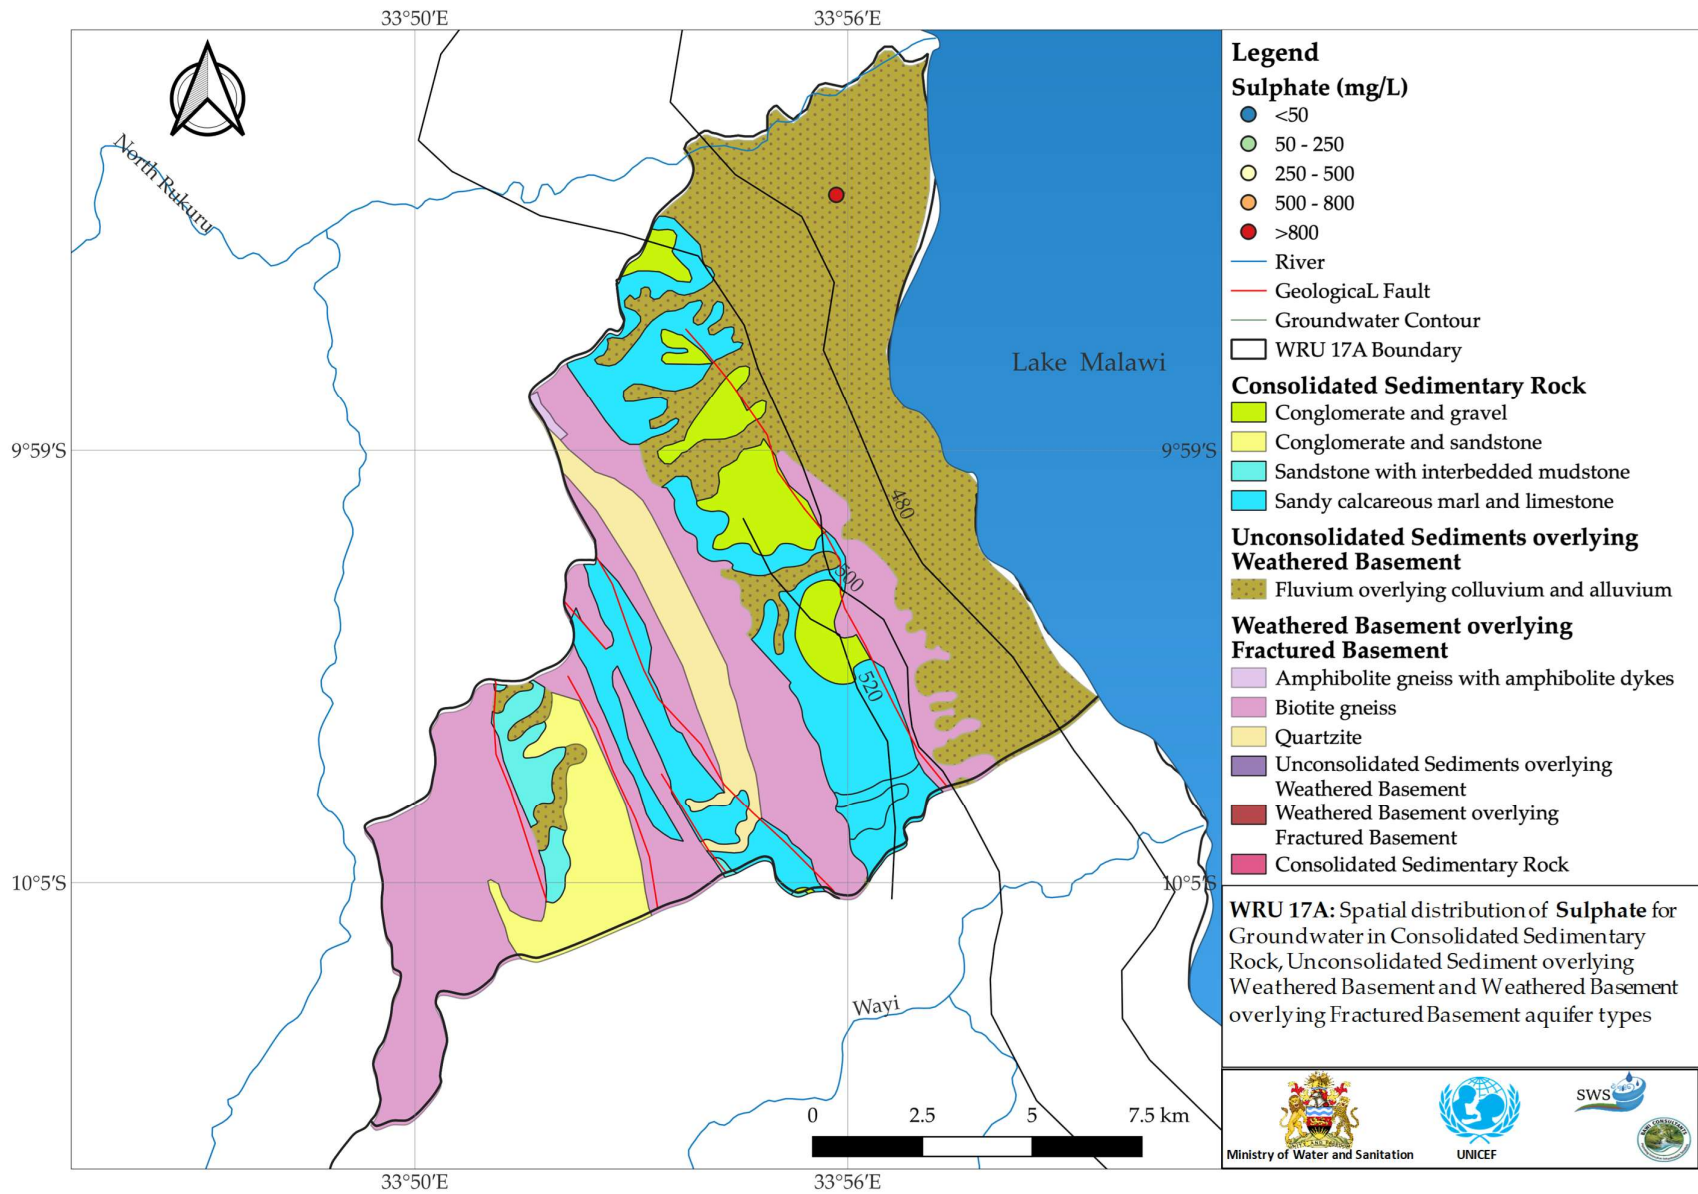 33°50′E
33°56′E
North Rukuru
Lake Malawi
9°59′S
9°59′S
480
500
520
10°5′S
10°5′S
Wayi
0 2.5 5 7.5 km
33°50′E
33°56′E
Legend
Sulphate (mg/L)
<50
50 - 250
250 - 500
500 - 800
>800
River
GeologicaL Fault
Groundwater Contour
WRU 17A Boundary
Consolidated Sedimentary Rock
Conglomerate and gravel
Conglomerate and sandstone
Sandstone with interbedded mudstone
Sandy calcareous marl and limestone
Unconsolidated Sediments overlying
Weathered Basement
Fluvium overlying colluvium and alluvium
Weathered Basement overlying
Fractured Basement
Amphibolite gneiss with amphibolite dykes
Biotite gneiss
Quartzite
Unconsolidated Sediments overlying
Weathered Basement
Weathered Basement overlying
Fractured Basement
Consolidated Sedimentary Rock
WRU 17A: Spatial distribution of Sulphate for
Groundwater in Consolidated Sedimentary
Rock, Unconsolidated Sediment overlying
Weathered Basement and Weathered Basement
overlying Fractured Basement aquifer types
Ministry of Water and Sanitation
UNICEF
SWS